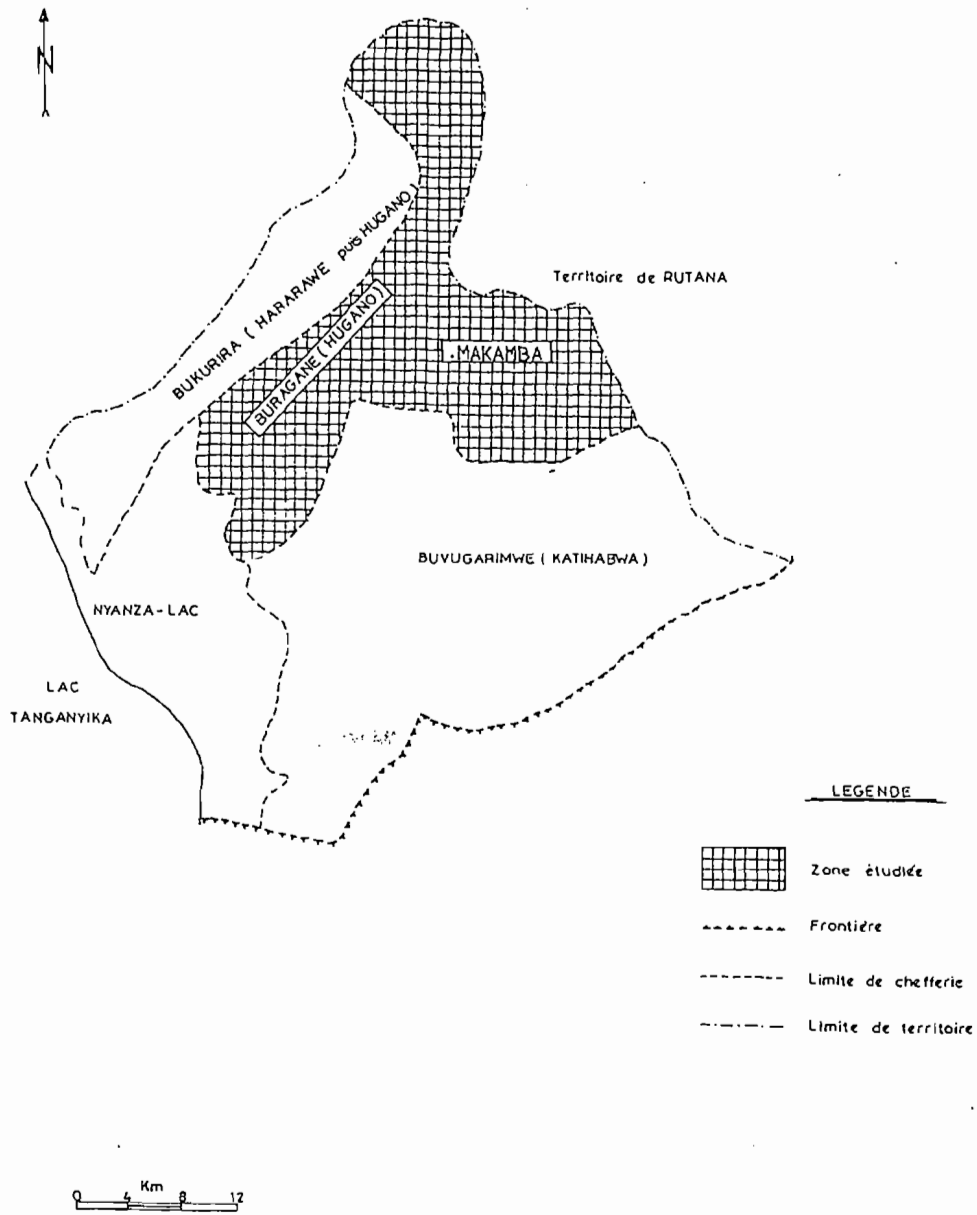 N
BUKURIRA ( HARARAWE puis HUGANO )
BURAGANE ( HUGANO )
Territoire de RUTANA
.MAKAMBA
BUVUGARIMWE ( KATIHABWA )
NYANZA-LAC
LAC
TANGANYIKA
LEGENDE
Zone étudiée
Frontière
Limite de chefferie
Limite de territoire
Km
0 4 8 12